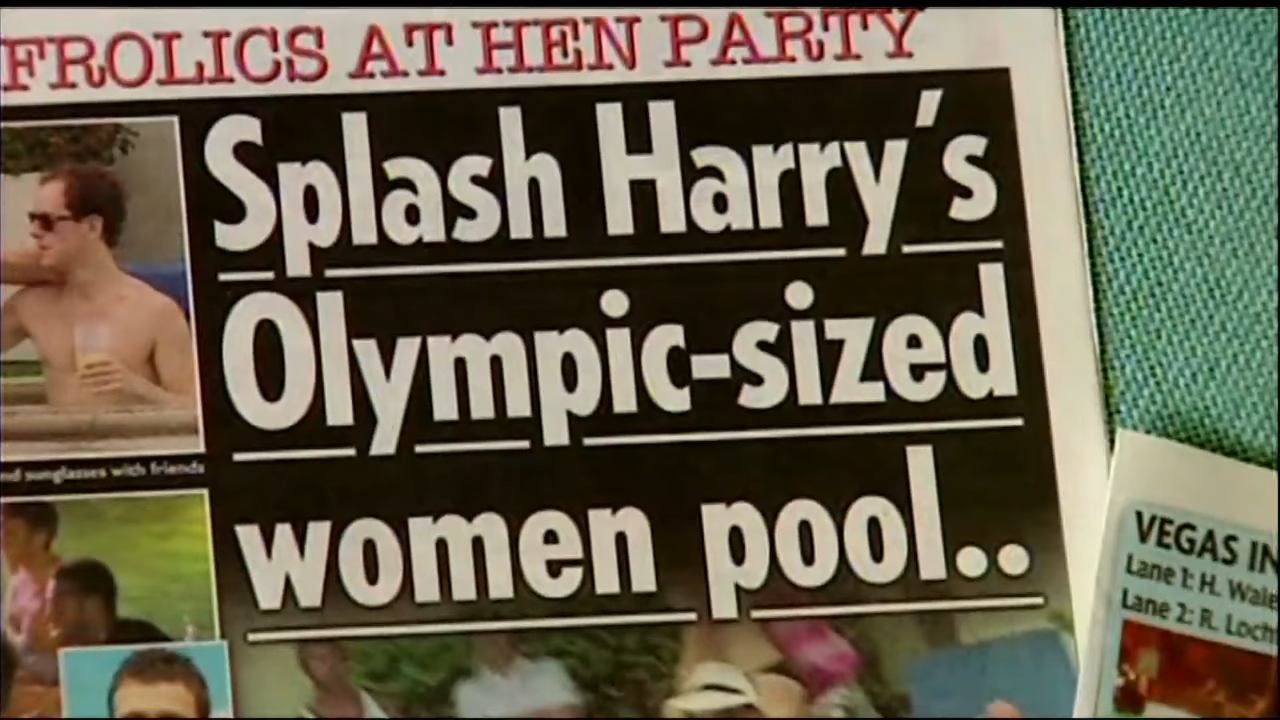 FROLICS AT HEN PARTY
Splash Harry's
Olympic-sized
women pool..
nd sunglasses with friends
VEGAS IN
Lane 1: H. Wale
Lane 2: R. Loch